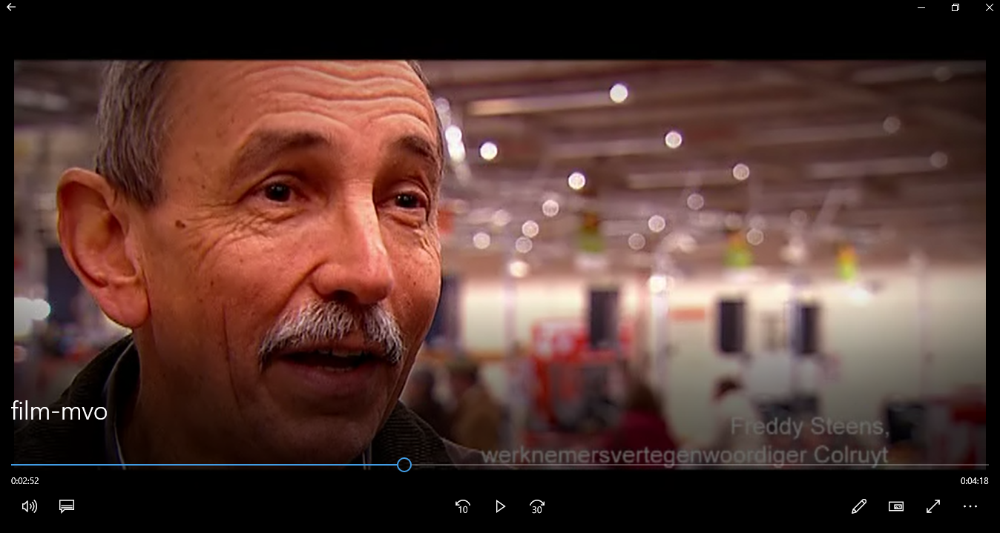 film-mvo
Freddy Steens,
werknemersvertegenwoordiger Colruyt
0:02:52
0:04:18
10
30